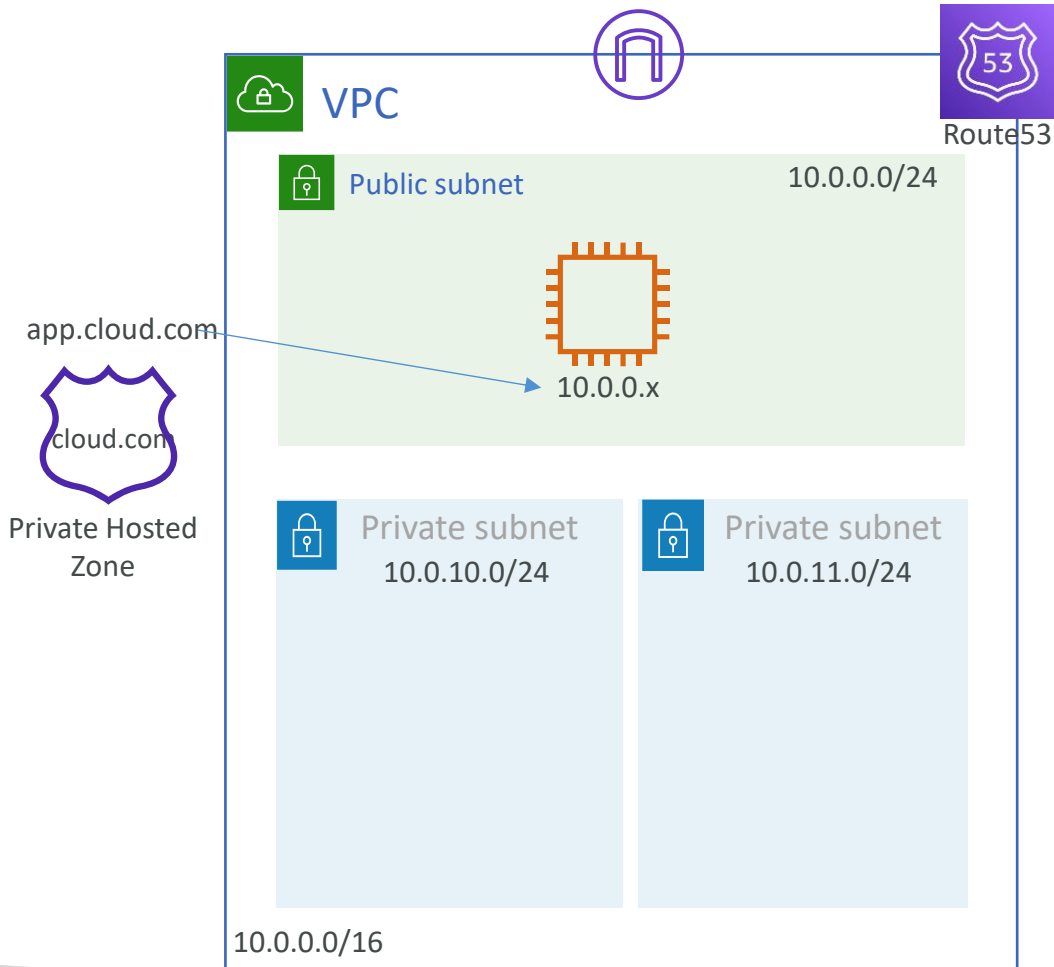 53
Route53
VPC
Public subnet
10.0.0.0/24
app.cloud.com
10.0.0.x
cloud.com
Private Hosted
Zone
Private subnet
10.0.10.0/24
Private subnet
10.0.11.0/24
10.0.0.0/16